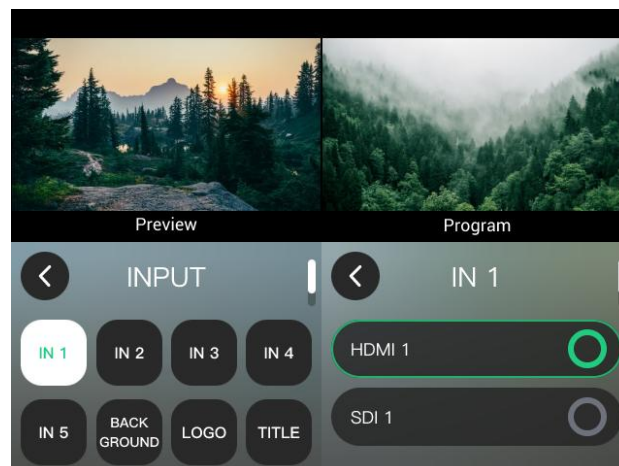 Preview
Program
INPUT
IN 1
IN 1
IN 2
IN 3
IN 4
IN 5
BACK
GROUND
LOGO
TITLE
HDMI 1
SDI 1